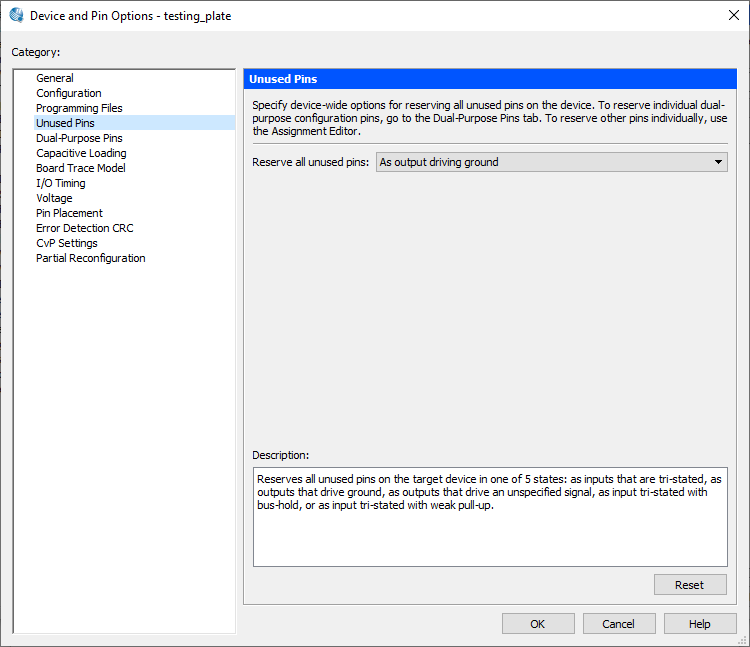 Device and Pin Options - testing_plate
Category:
General
Configuration
Programming Files
Unused Pins
Dual-Purpose Pins
Capacitive Loading
Board Trace Model
I/O Timing
Voltage
Pin Placement
Error Detection CRC
CvP Settings
Partial Reconfiguration
Unused Pins
Specify device-wide options for reserving all unused pins on the device. To reserve individual dual-
purpose configuration pins, go to the Dual-Purpose Pins tab. To reserve other pins individually, use
the Assignment Editor.
Reserve all unused pins: As output driving ground
Description:
Reserves all unused pins on the target device in one of 5 states: as inputs that are tri-stated, as
outputs that drive ground, as outputs that drive an unspecified signal, as input tri-stated with
bus-hold, or as input tri-stated with weak pull-up.
Reset
OK Cancel Help